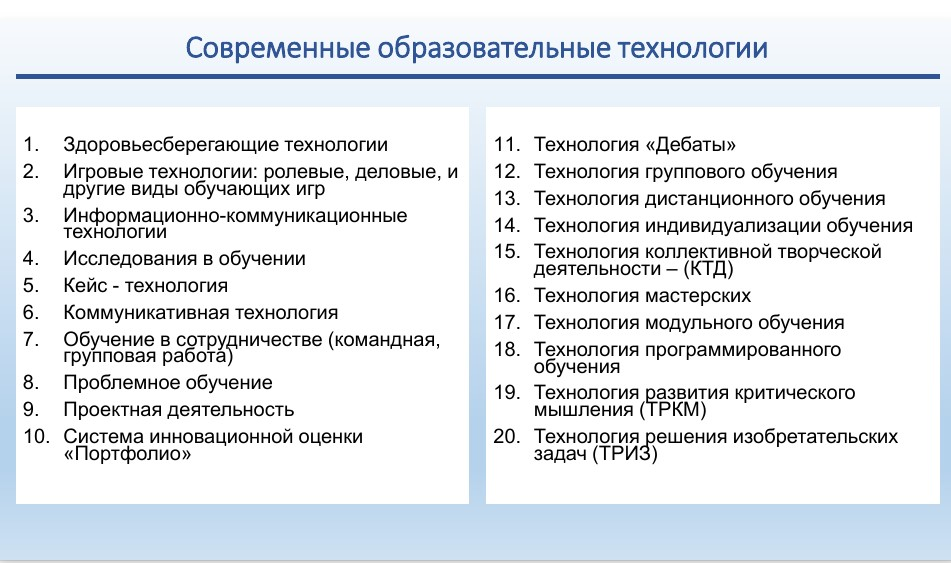 Современные образовательные технологии
1. Здоровьесберегающие технологии
2. Игровые технологии: ролевые, деловые, и
другие виды обучающих игр
3. Информационно-коммуникационные
технологии
4. Исследования в обучении
5. Кейс - технология
6. Коммуникативная технология
7. Обучение в сотрудничестве (командная,
групповая работа)
8. Проблемное обучение
9. Проектная деятельность
10. Система инновационной оценки
«Портфолио»
11. Технология «Дебаты»
12. Технология группового обучения
13. Технология дистанционного обучения
14. Технология индивидуализации обучения
15. Технология коллективной творческой
деятельности – (КТД)
16. Технология мастерских
17. Технология модульного обучения
18. Технология программированного
обучения
19. Технология развития критического
мышления (ТРКМ)
20. Технология решения изобретательских
задач (ТРИЗ)